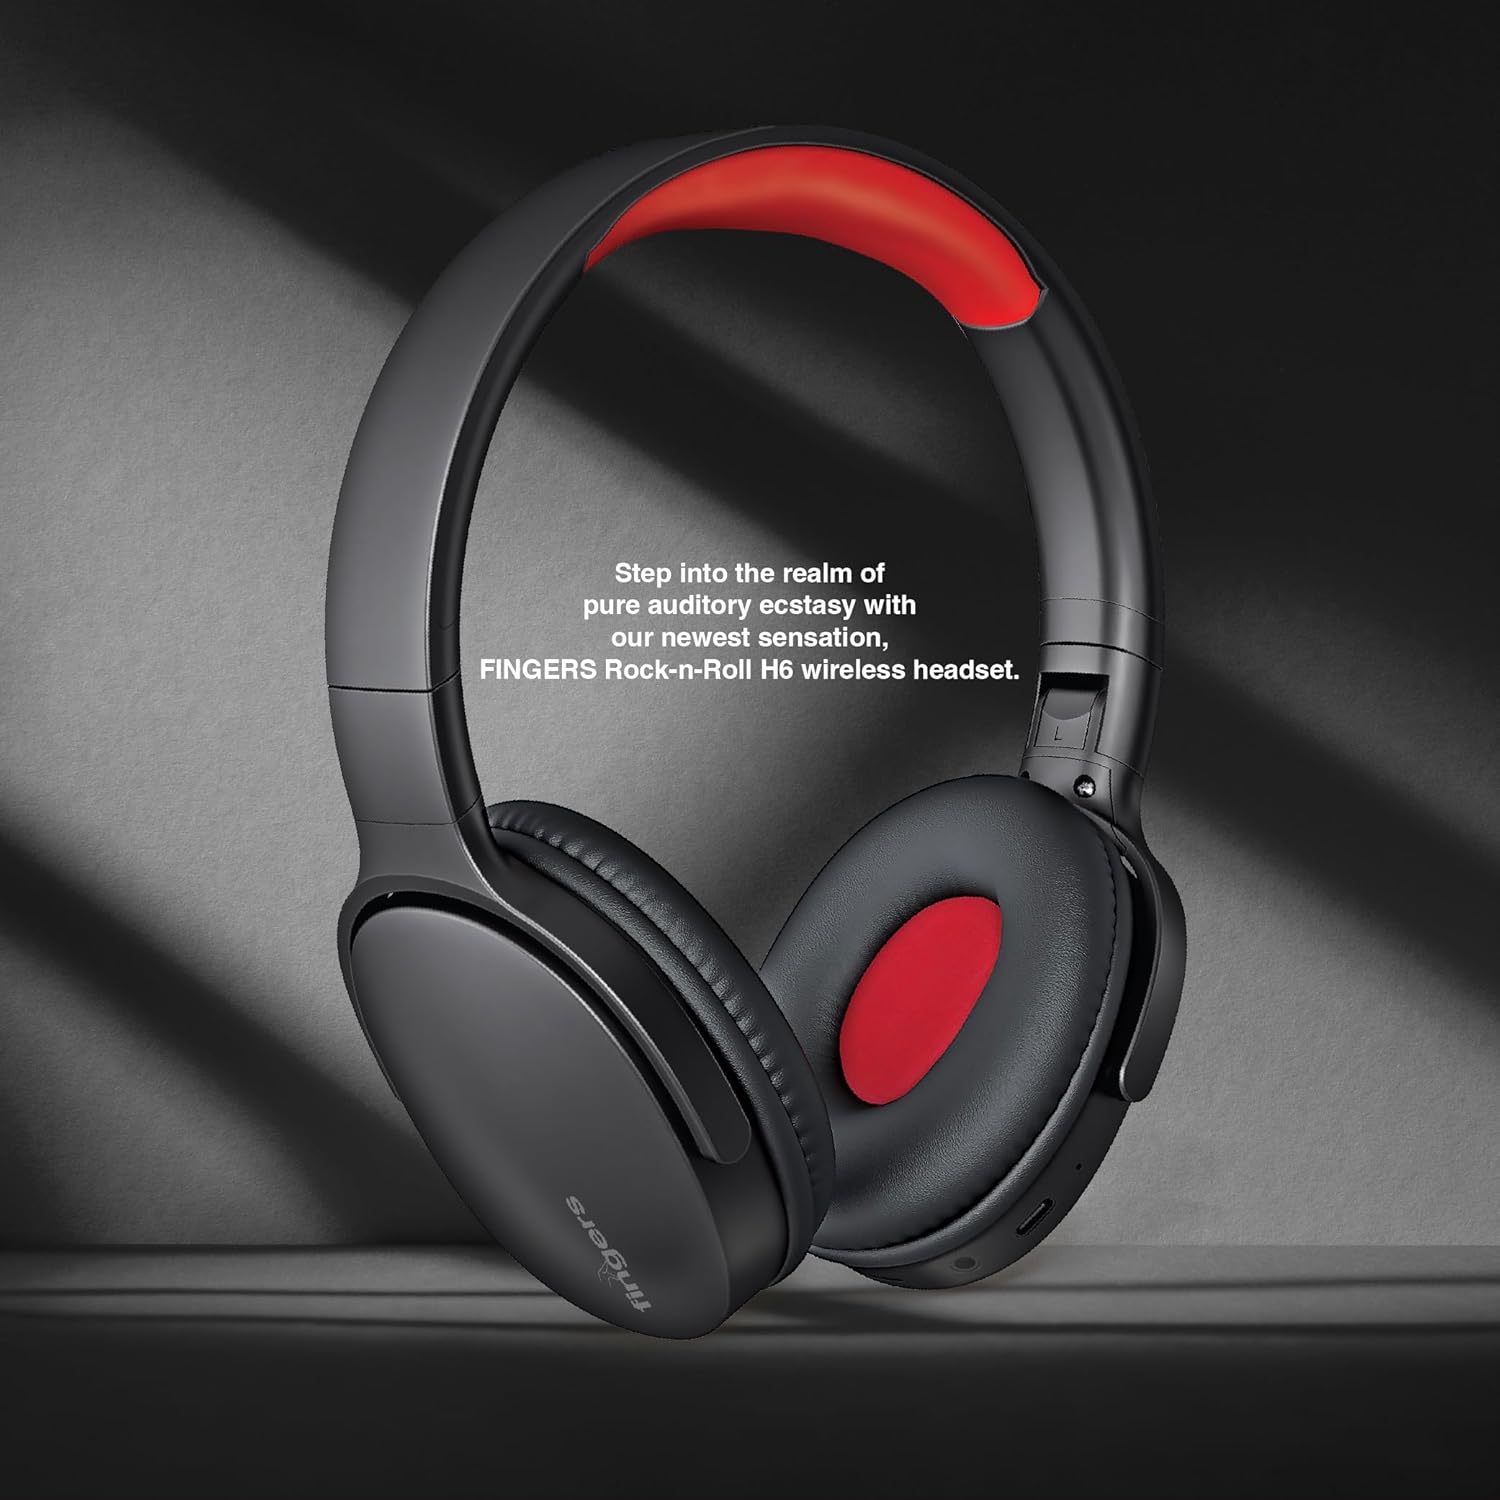 Step into the realm of
pure auditory ecstasy with
our newest sensation,
FINGERS Rock-n-Roll H6 wireless headset.
L
fingers